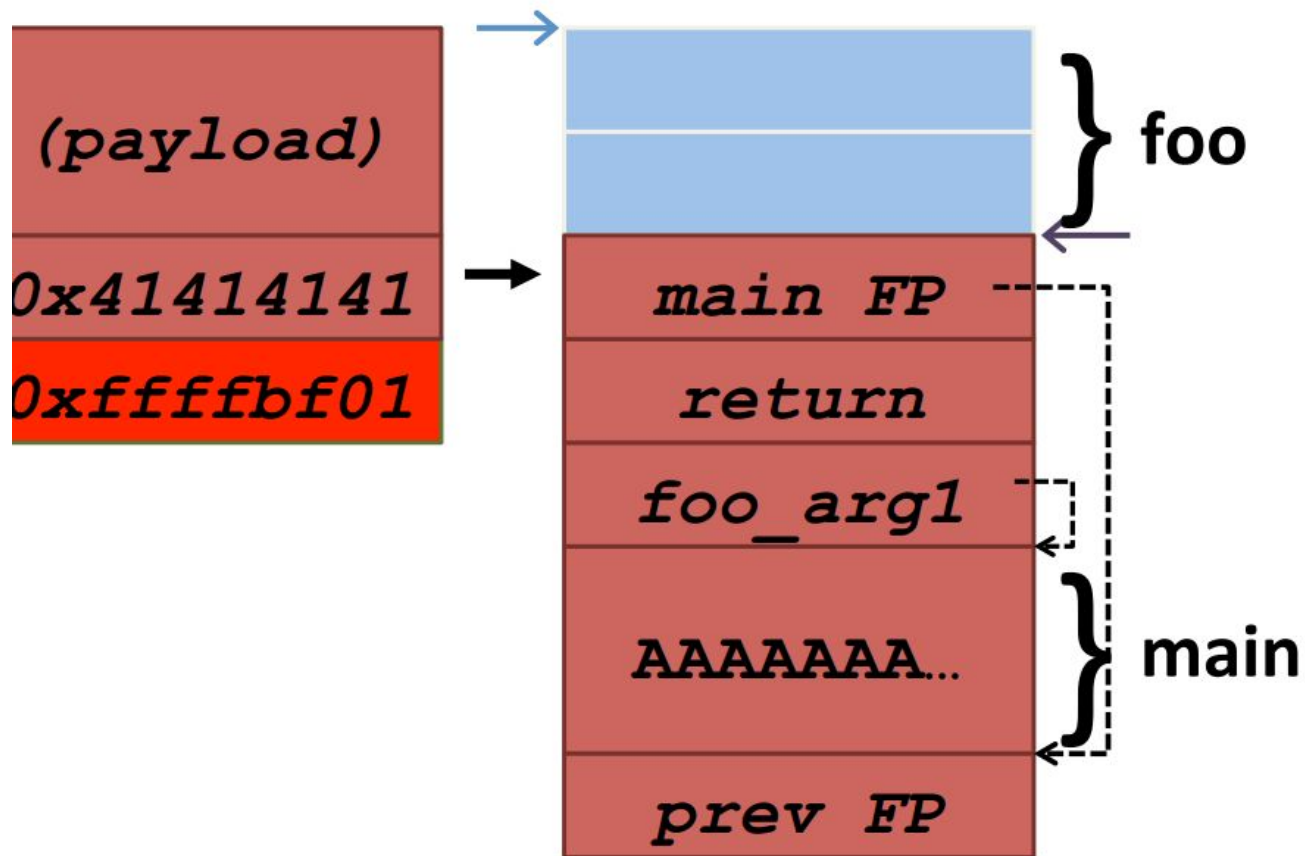 (payload)
0x41414141
0xffffbf01
foo
main FP
return
foo_arg1
AAAAAAA…
main
prev FP